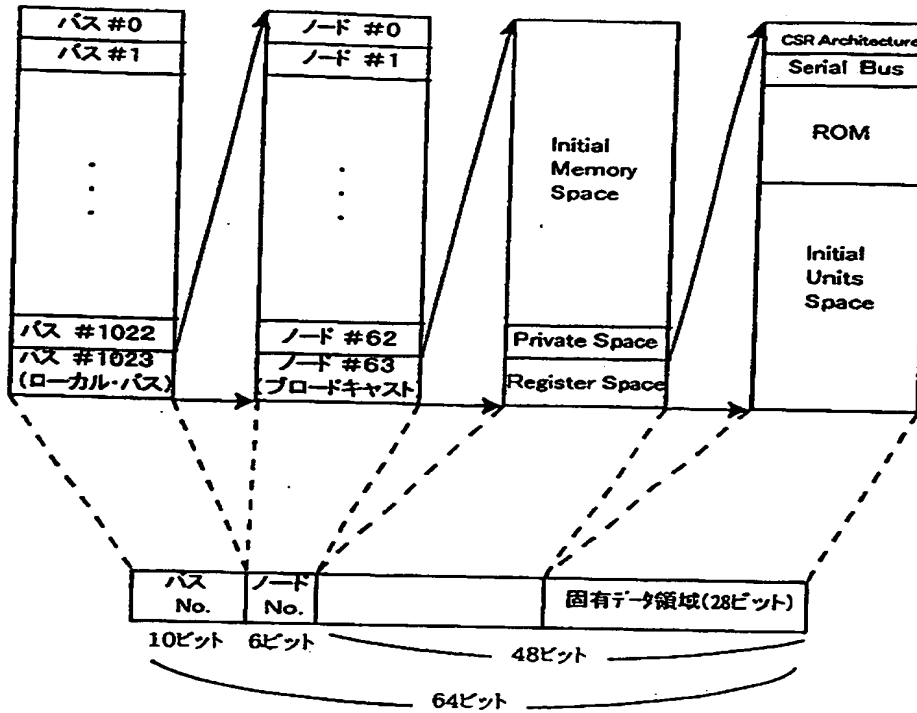 バス #0
バス #1
バス #1022
バス #1023
(ローカル・バス)
ノード #0
ノード #1
ノード #62
ノード #63
(ブロードキャスト)
Initial
Memory
Space
Private Space
Register Space
CSR Architecture
Serial Bus
ROM
Initial
Units
Space
バス
No.
ノード
No.
固有データ領域(28ビット)
10ビット
6ビット
48ビット
64ビット